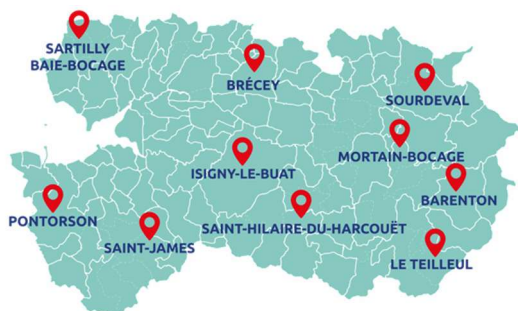 SARTILLY
BAIE-BOCAGE
BRÉCEY
SOURDEVAL
MORTAIN-BOCAGE
ISIGNY-LE-BUAT
BARENTON
PONTORSON
SAINT-HILAIRE-DU-HARCOUËT
SAINT-JAMES
LE TEILLEUL